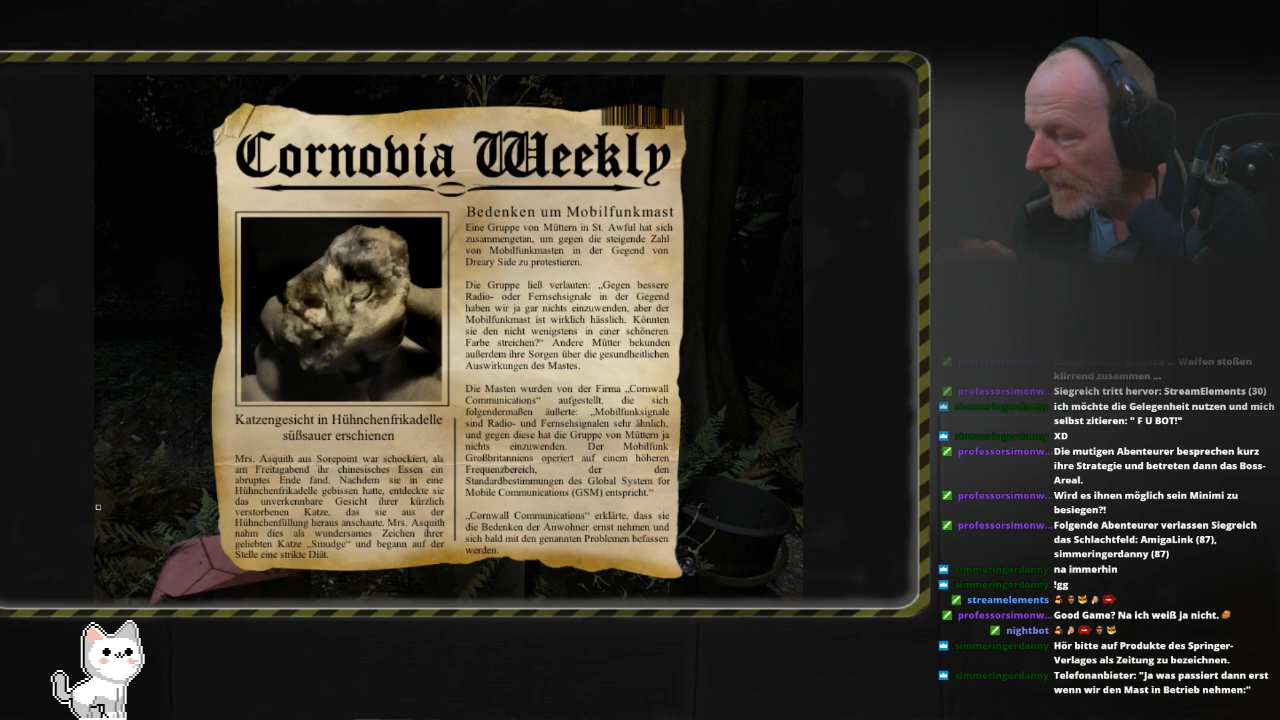 Cornovia Weekly
Katzengesicht in Hühnchenfrikadelle
süßsauer erschienen
Mrs. Asquith aus Sorepoint war schockiert, als
am Freitagabend ihr chinesisches Essen ein
abruptes Ende fand. Nachdem sie in eine
Hühnchenfrikadelle gebissen hatte, entdeckte sie
das unverkennbare Gesicht ihrer kürzlich
verstorbenen Katze, das sie aus der
Hühnchenfüllung heraus anschaute. Mrs. Asquith
nahm dies als wundersames Zeichen ihrer
geliebten Katze „Smudge“ und begann auf der
Stelle eine strikte Diät.
Bedenken um Mobilfunkmast
Eine Gruppe von Müttern in St. Awful hat sich
zusammengetan, um gegen die steigende Zahl
von Mobilfunkmasten in der Gegend von
Dreary Side zu protestieren.
Die Gruppe ließ verlauten: „Gegen bessere
Radio- oder Fernsehsignale in der Gegend
haben wir ja gar nichts einzuwenden, aber der
Mobilfunkmast ist wirklich hässlich. Könnten
sie den nicht wenigstens in einer schöneren
Farbe streichen?“ Andere Mütter bekunden
außerdem ihre Sorgen über die gesundheitlichen
Auswirkungen des Mastes.
Die Masten wurden von der Firma „Cornwall
Communications“ aufgestellt, die sich
folgendermaßen äußerte: „Mobilfunksignale
sind Radio- und Fernsehsignalen sehr ähnlich,
und gegen diese hat die Gruppe von Müttern ja
nichts einzuwenden. Der Mobilfunk
Großbritanniens operiert auf einem höheren
Frequenzbereich, der den
Standardbestimmungen des Global System for
Mobile Communications (GSM) entspricht.“
„Cornwall Communications“ erklärte, dass sie
die Bedenken der Anwohner ernst nehmen und
sich bald mit den genannten Problemen befassen
werden.
... Waffen stoßen
klirrend zusammen ...
professorsimonw... Siegreich tritt hervor: StreamElements (30)
simmeringerdanny ich möchte die Gelegenheit nutzen und mich
selbst zitieren: " F U BOT!"
simmeringerdanny XD
professorsimonw... Die mutigen Abenteurer besprechen kurz
ihre Strategie und betreten dann das Boss-
Areal.
professorsimonw... Wird es ihnen möglich sein Minimi zu
besiegen?!
professorsimonw... Folgende Abenteurer verlassen Siegreich
das Schlachtfeld: AmigaLink (87),
simmeringerdanny (87)
simmeringerdanny na immerhin
simmeringerdanny !gg
streamelements
professorsimonw... Good Game? Na ich weiß ja nicht.
nightbot
simmeringerdanny Hör bitte auf Produkte des Springer-
Verlages als Zeitung zu bezeichnen.
simmeringerdanny Telefonanbieter: "Ja was passiert dann erst
wenn wir den Mast in Betrieb nehmen:"